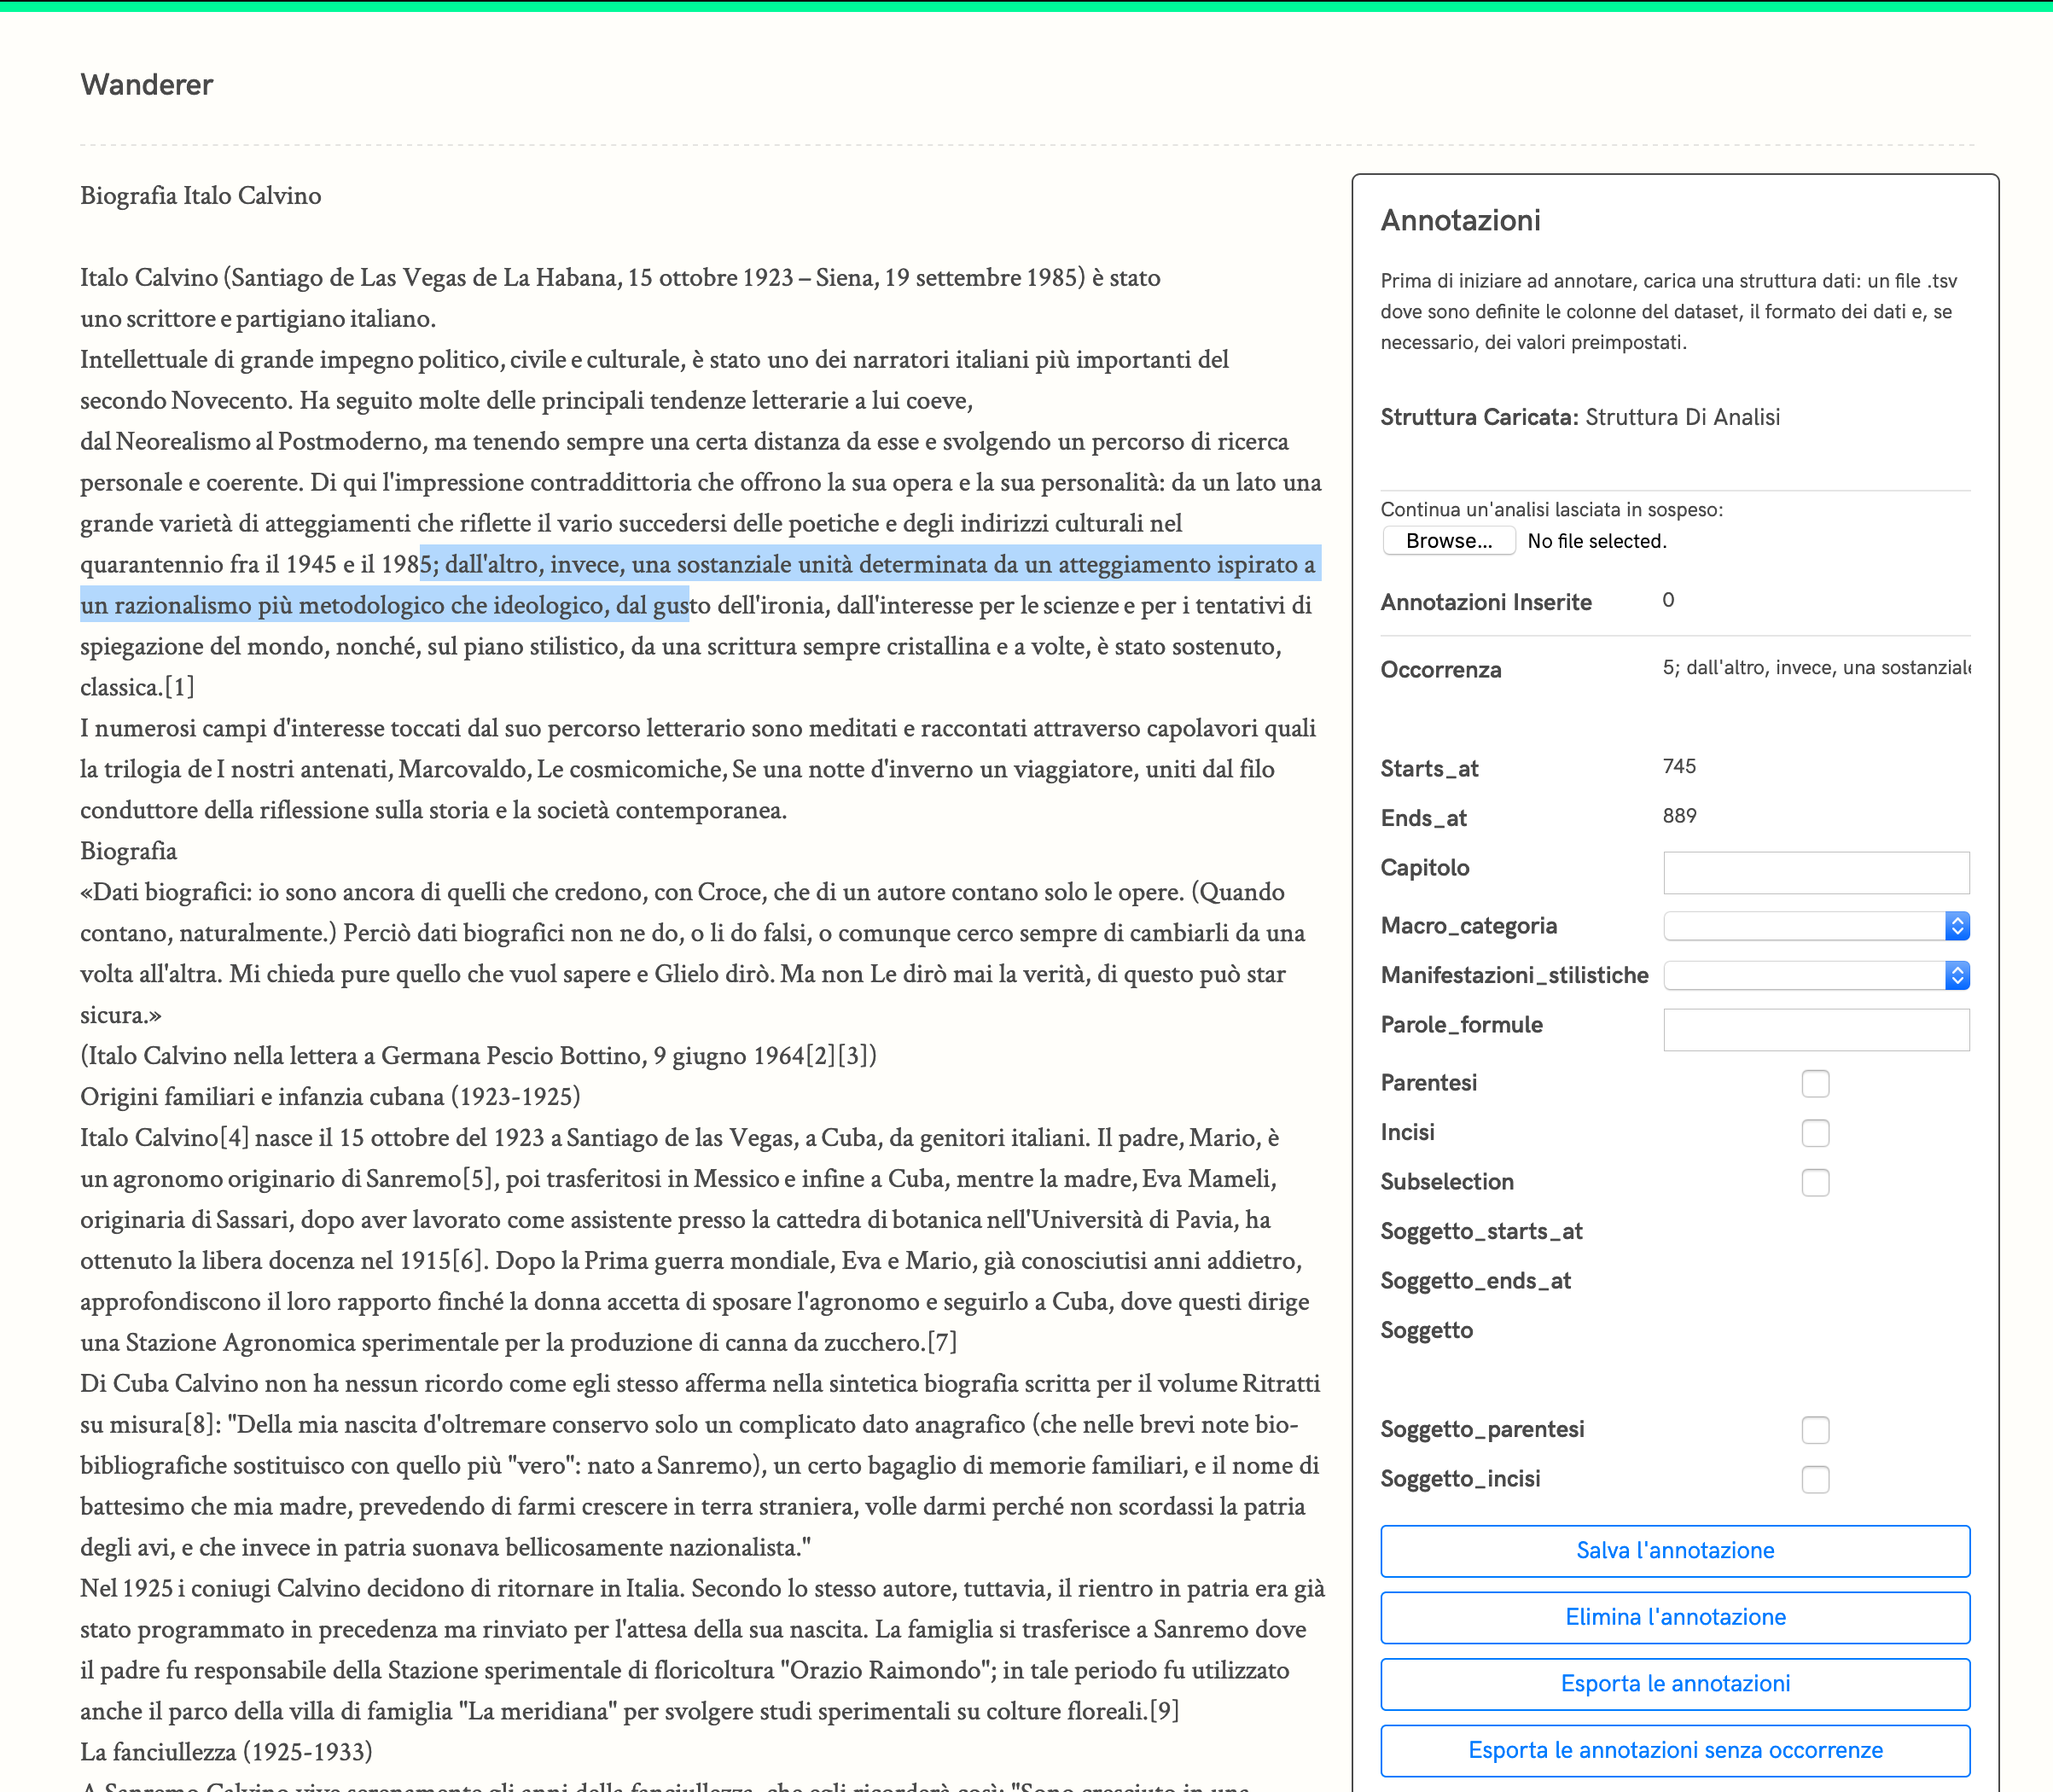 Wanderer
Biografia Italo Calvino
Italo Calvino (Santiago de Las Vegas de La Habana, 15 ottobre 1923 – Siena, 19 settembre 1985) è stato
uno scrittore e partigiano italiano.
Intellettuale di grande impegno politico, civile e culturale, è stato uno dei narratori italiani più importanti del
secondo Novecento. Ha seguito molte delle principali tendenze letterarie a lui coeve,
dal Neorealismo al Postmoderno, ma tenendo sempre una certa distanza da esse e svolgendo un percorso di ricerca
personale e coerente. Di qui l'impressione contraddittoria che offrono la sua opera e la sua personalità: da un lato una
grande varietà di atteggiamenti che riflette il vario succedersi delle poetiche e degli indirizzi culturali nel
quarantennio fra il 1945 e il 1985; dall'altro, invece, una sostanziale unità determinata da un atteggiamento ispirato a
un razionalismo più metodologico che ideologico, dal gusto dell'ironia, dall'interesse per le scienze e per i tentativi di
spiegazione del mondo, nonché, sul piano stilistico, da una scrittura sempre cristallina e a volte, è stato sostenuto,
classica.[1]
I numerosi campi d'interesse toccati dal suo percorso letterario sono meditati e raccontati attraverso capolavori quali
la trilogia de I nostri antenati, Marcovaldo, Le cosmicomiche, Se una notte d'inverno un viaggiatore, uniti dal filo
conduttore della riflessione sulla storia e la società contemporanea.
Biografia
«Dati biografici: io sono ancora di quelli che credono, con Croce, che di un autore contano solo le opere. (Quando
contano, naturalmente.) Perciò dati biografici non ne do, o li do falsi, o comunque cerco sempre di cambiarli da una
volta all'altra. Mi chieda pure quello che vuol sapere e Glielo dirò. Ma non Le dirò mai la verità, di questo può star
sicura.»
(Italo Calvino nella lettera a Germana Pescio Bottino, 9 giugno 1964[2][3])
Origini familiari e infanzia cubana (1923-1925)
Italo Calvino[4] nasce il 15 ottobre del 1923 a Santiago de las Vegas, a Cuba, da genitori italiani. Il padre, Mario, è
un agronomo originario di Sanremo[5], poi trasferitosi in Messico e infine a Cuba, mentre la madre, Eva Mameli,
originaria di Sassari, dopo aver lavorato come assistente presso la cattedra di botanica nell'Università di Pavia, ha
ottenuto la libera docenza nel 1915[6]. Dopo la Prima guerra mondiale, Eva e Mario, già conosciutisi anni addietro,
approfondiscono il loro rapporto finché la donna accetta di sposare l'agronomo e seguirlo a Cuba, dove questi dirige
una Stazione Agronomica sperimentale per la produzione di canna da zucchero.[7]
Di Cuba Calvino non ha nessun ricordo come egli stesso afferma nella sintetica biografia scritta per il volume Ritratti
su misura[8]: "Della mia nascita d'oltremare conservo solo un complicato dato anagrafico (che nelle brevi note bio-
bibliografiche sostituisco con quello più "vero": nato a Sanremo), un certo bagaglio di memorie familiari, e il nome di
battesimo che mia madre, prevedendo di farmi crescere in terra straniera, volle darmi perché non scordassi la patria
degli avi, e che invece in patria suonava bellicosamente nazionalista."
Nel 1925 i coniugi Calvino decidono di ritornare in Italia. Secondo lo stesso autore, tuttavia, il rientro in patria era già
stato programmato in precedenza ma rinviato per l'attesa della sua nascita. La famiglia si trasferisce a Sanremo dove
il padre fu responsabile della Stazione sperimentale di floricoltura "Orazio Raimondo"; in tale periodo fu utilizzato
anche il parco della villa di famiglia "La meridiana" per svolgere studi sperimentali su colture floreali.[9]
La fanciullezza (1925-1933)
A Sanremo Calvino vive serenamente gli anni della fanciullezza, che egli ricorderà così: "Sono cresciuto in una
Annotazioni
Prima di iniziare ad annotare, carica una struttura dati: un file .tsv
dove sono definite le colonne del dataset, il formato dei dati e, se
necessario, dei valori preimpostati.
Struttura Caricata: Struttura Di Analisi
Continua un'analisi lasciata in sospeso:
Browse... No file selected.
Annotazioni Inserite 0
Occorrenza 5; dall'altro, invece, una sostanziale
Starts_at 745
Ends_at 889
Capitolo
Macro_categoria
Manifestazioni_stilistiche
Parole_formule
Parentesi
Incisi
Subselection
Soggetto_starts_at
Soggetto_ends_at
Soggetto
Soggetto_parentesi
Soggetto_incisi
Salva l'annotazione
Elimina l'annotazione
Esporta le annotazioni
Esporta le annotazioni senza occorrenze